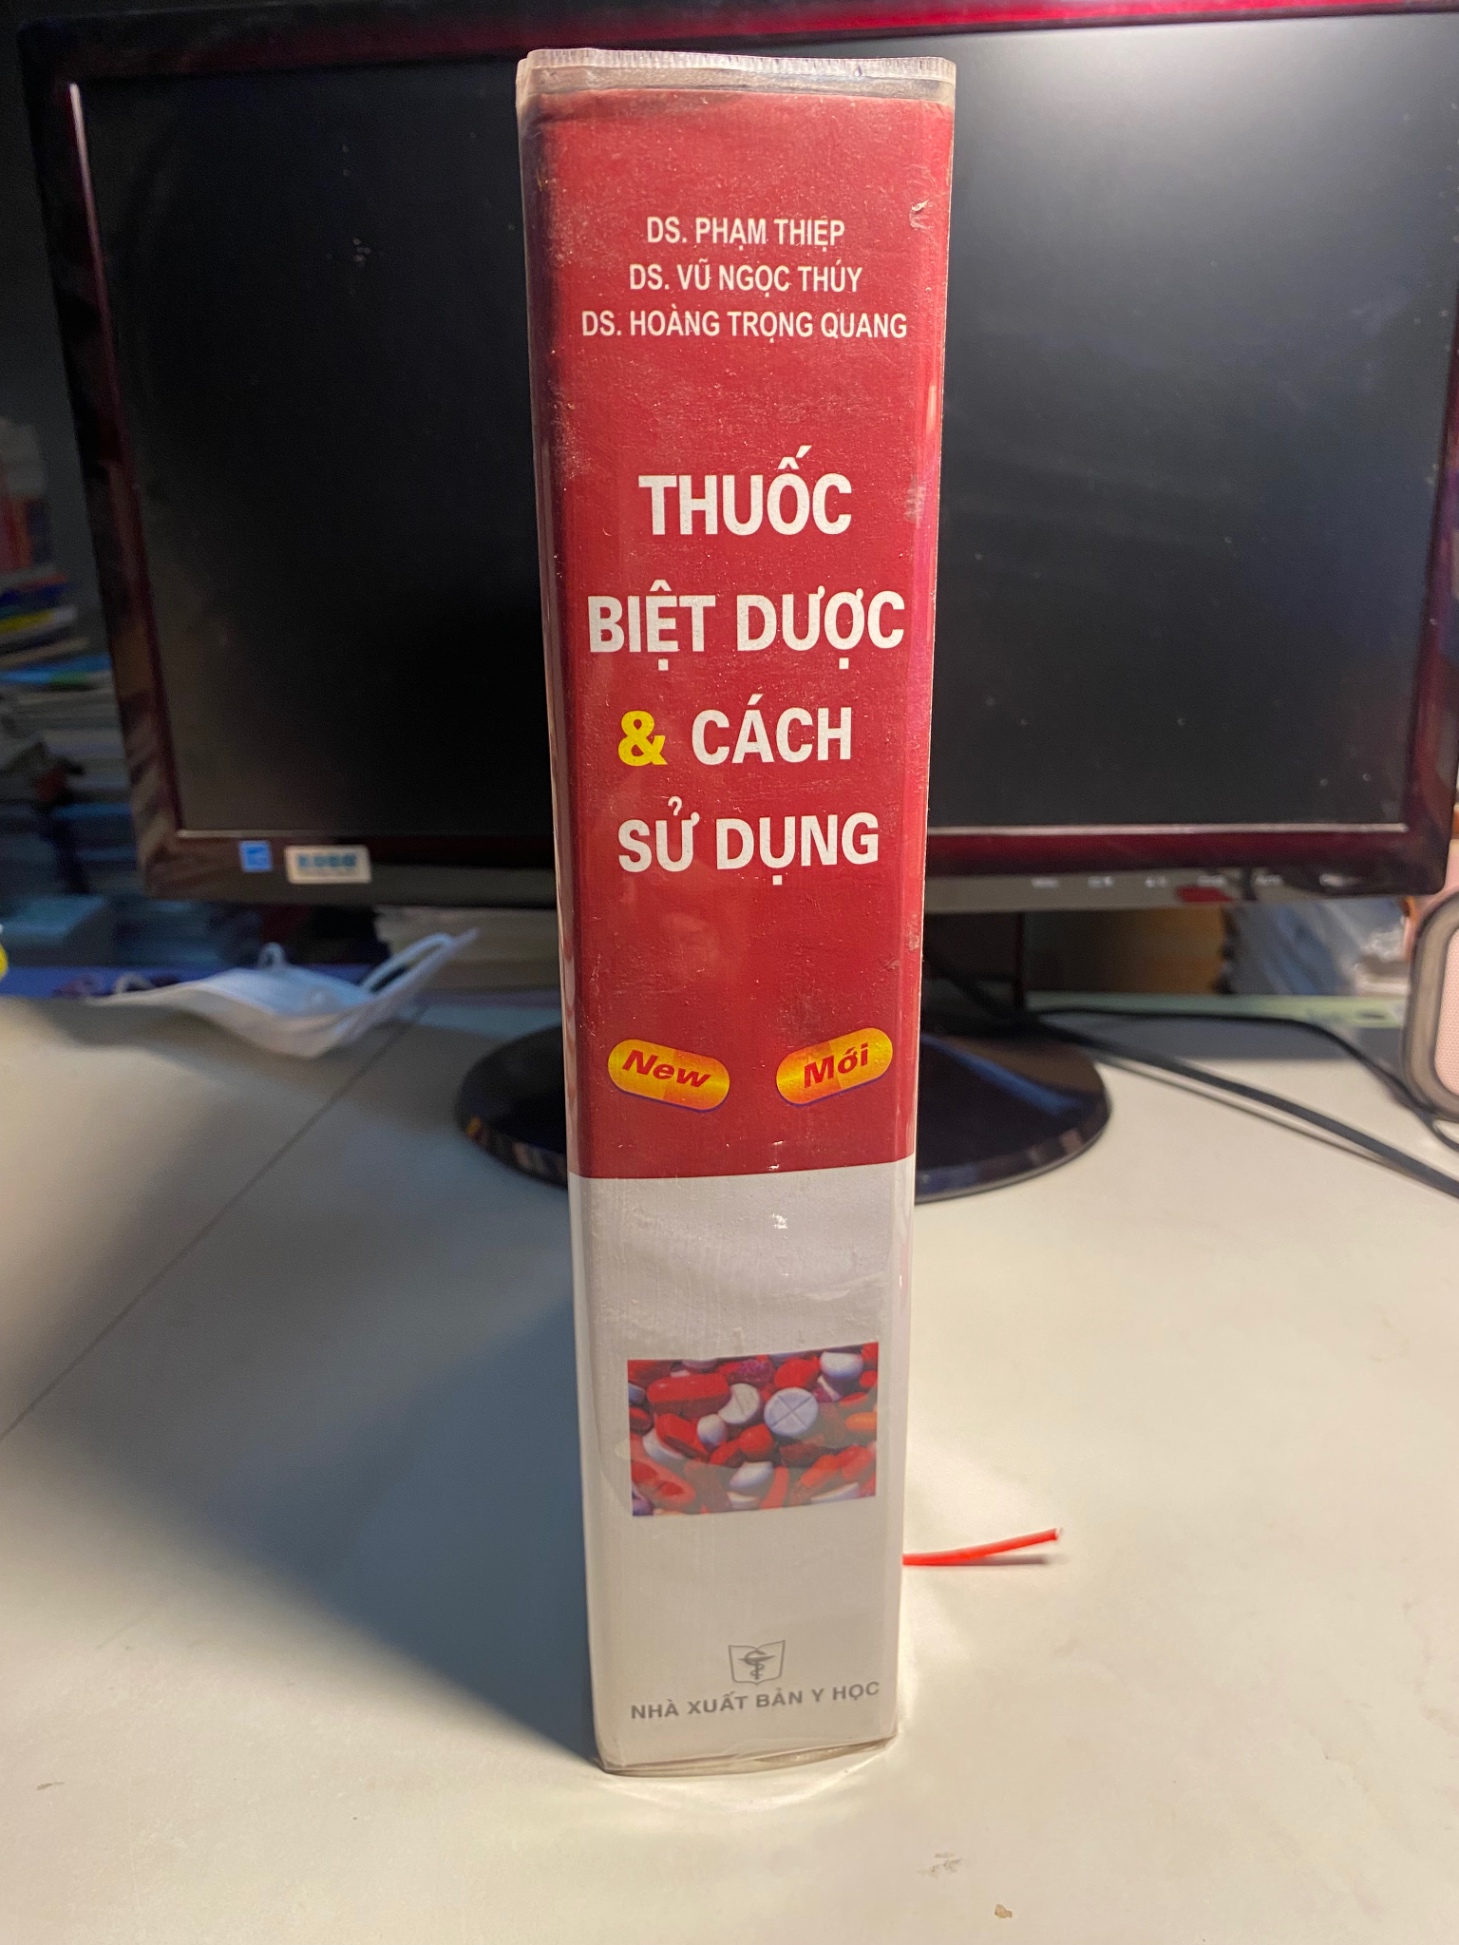 DS. PHẠM THIỆP
DS. VŨ NGỌC THÚY
DS. HOÀNG TRỌNG QUANG
THUỐC
BIỆT DƯỢC
& CÁCH
SỬ DỤNG
New Mới
NHÀ XUẤT BẢN Y HỌC